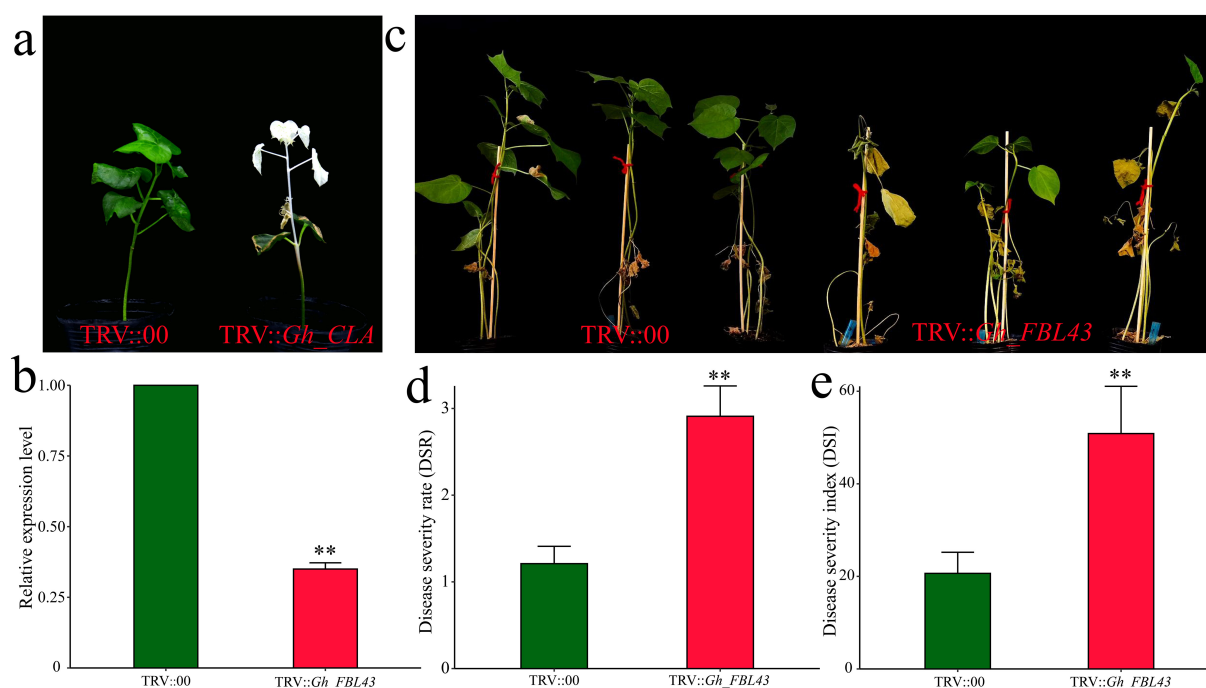 a
TRV::00
TRV::Gh_CLA
c
TRV::00
TRV::Gh_FBL43
b
Relative expression level
1.00
0.75
0.50
0.25
0
**
TRV::00
TRV::Gh_FBL43
d
Disease severity rate (DSR)
3
2
1
0
**
TRV::00
TRV::Gh_FBL43
e
Disease severity index (DSI)
60
40
20
0
**
TRV::00
TRV::Gh_FBL43